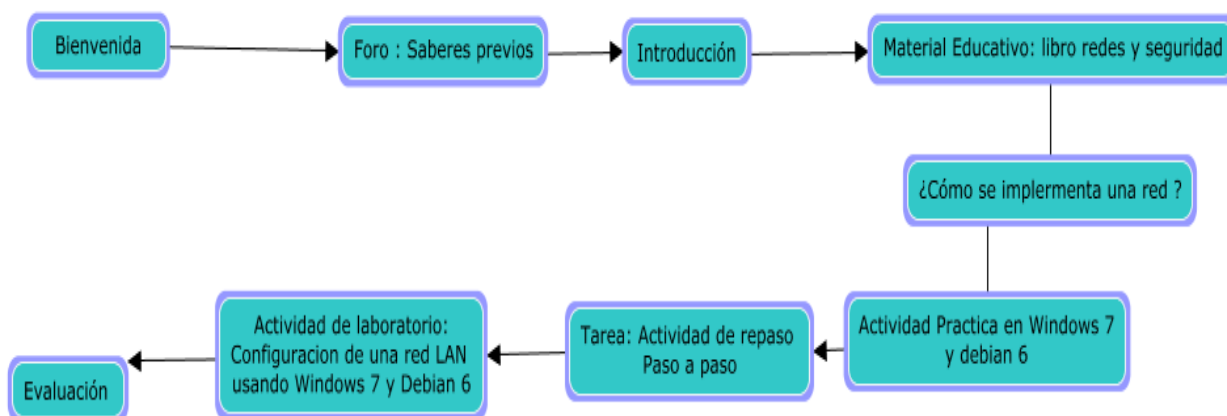 Bienvenida
Foro : Saberes previos
Introducción
Material Educativo: libro redes y seguridad
¿Cómo se implermenta una red ?
Actividad Practica en Windows 7
y debian 6
Tarea: Actividad de repaso
Paso a paso
Actividad de laboratorio:
Configuracion de una red LAN
usando Windows 7 y Debian 6
Evaluación